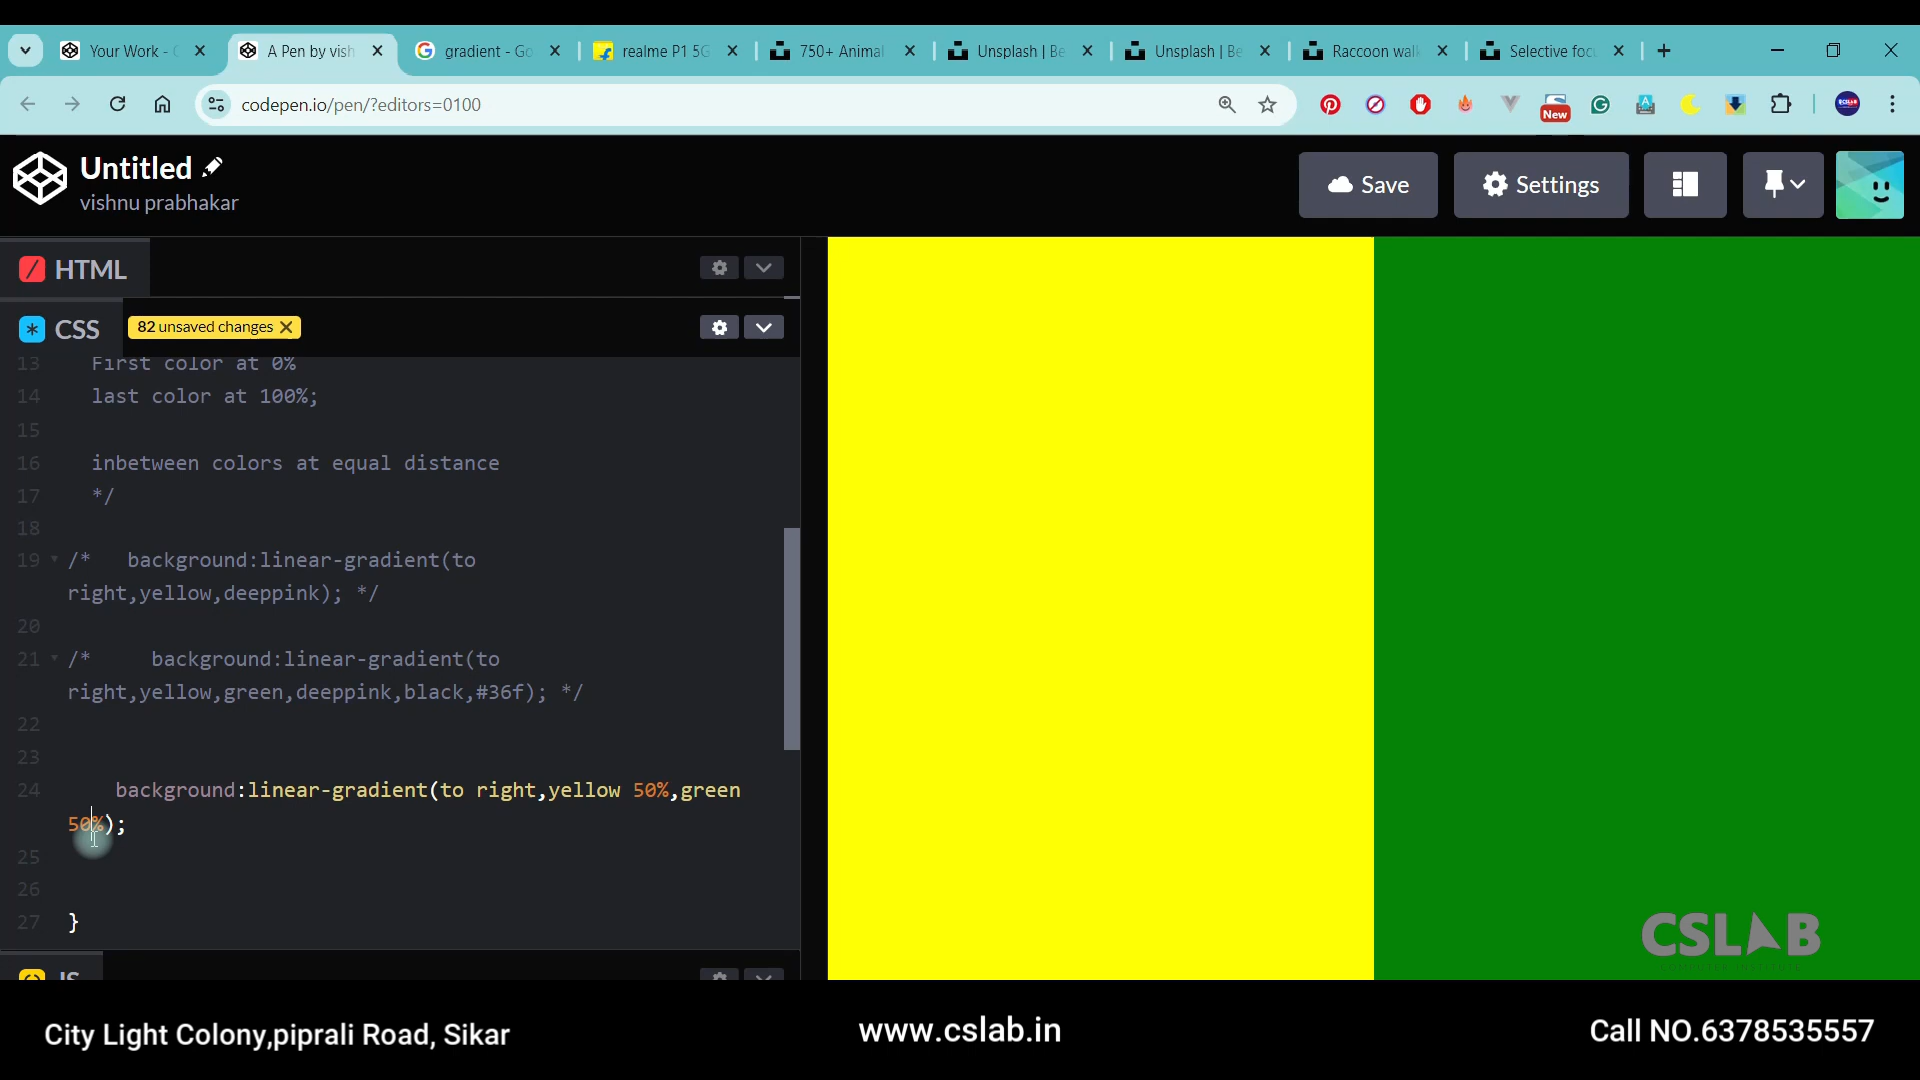 Your Work - C
A Pen by vish
gradient - Go
realme P1 5G
750+ Animal
Unsplash | Be
Unsplash | Be
Raccoon walk
Selective foc
codepen.io/pen/?editors=0100
New
Untitled
vishnu prabhakar
Save
Settings
HTML
CSS
82 unsaved changes
13 First color at 0%
14 last color at 100%;
15
16 inbetween colors at equal distance
17 */
18
19 /* background:linear-gradient(to
right,yellow,deeppink); */
20
21 /* background:linear-gradient(to
right,yellow,green,deeppink,black,#36f); */
22
23
24 background:linear-gradient(to right,yellow 50%,green
50%);
25
26
27 }
JS
CSLAB
City Light Colony,piprali Road, Sikar
www.cslab.in
Call NO.6378535557